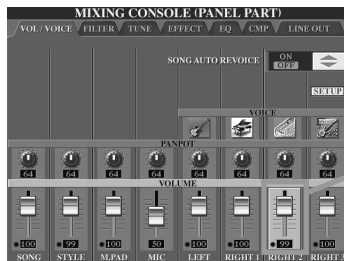 MIXING CONSOLE (PANEL PART)
VOL/VOICE FILTER TUNE EFFECT EQ CMP LINE OUT
SONG AUTO REVOICE ON
OFF
SETUP
VOICE
PANPOT
64 64 64 64 64 64 64 64
VOLUME
100 99 100 50 100 100 99 100
SONG STYLE M.PAD MIC LEFT RIGHT 1 RIGHT 2 RIGHT 3